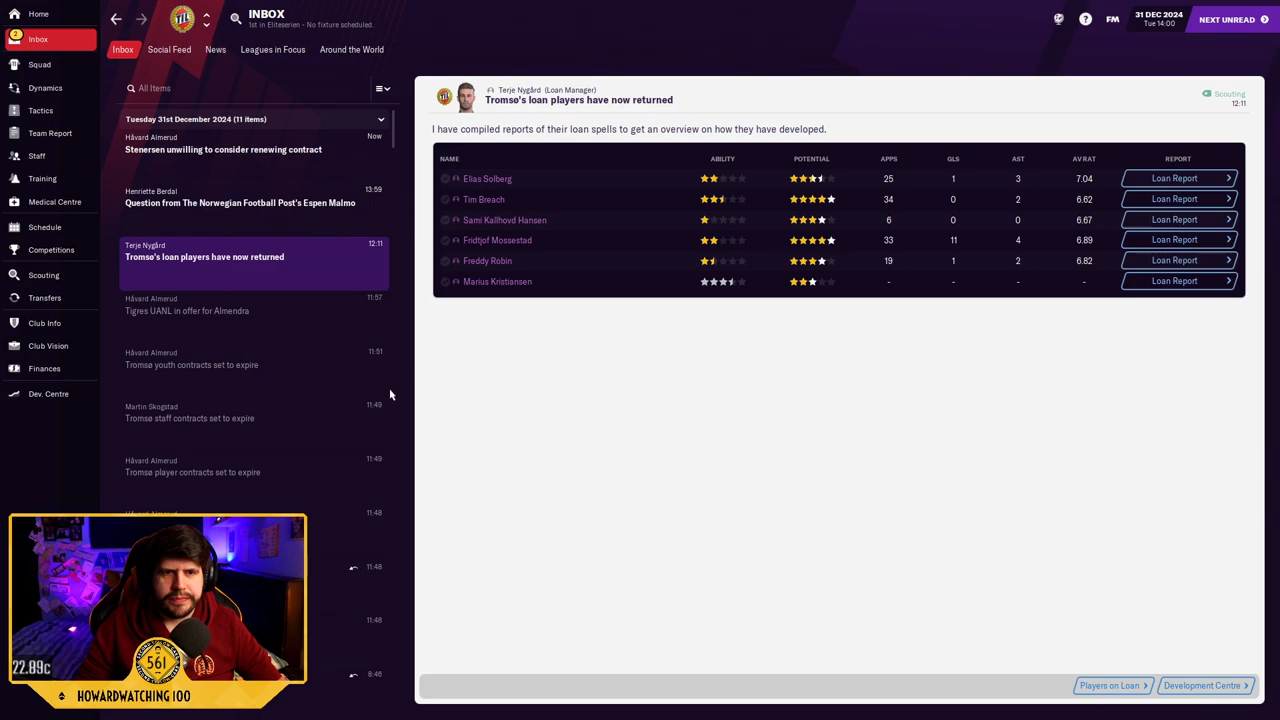 Home
INBOX
1st in Eliteserien - No fixture scheduled.
FM
31 DEC 2024
Tue 14:00
NEXT UNREAD
2
Inbox
Squad
Dynamics
Tactics
Team Report
Staff
Training
Medical Centre
Schedule
Competitions
Scouting
Transfers
Club Info
Club Vision
Finances
Dev. Centre
Inbox Social Feed News Leagues in Focus Around the World
All Items
Tuesday 31st December 2024 (11 items)
Håvard Almerud Now
Stenersen unwilling to consider renewing contract
Henriette Berdal 13:59
Question from The Norwegian Football Post's Espen Malmo
Terje Nygård 12:11
Tromsø's loan players have now returned
Håvard Almerud 11:57
Tigres UANL in offer for Almendra
Håvard Almerud 11:51
Tromsø youth contracts set to expire
Martin Skogstad 11:49
Tromsø staff contracts set to expire
Håvard Almerud 11:49
Tromsø player contracts set to expire
11:48
11:48
11:48
8:46
Terje Nygård (Loan Manager)
Tromsø's loan players have now returned
Scouting
12:11
I have compiled reports of their loan spells to get an overview on how they have developed.
NAME ABILITY POTENTIAL APPS GLS AST AV RAT REPORT
Elias Solberg 25 1 3 7.04 Loan Report
Tim Breach 34 0 2 6.62 Loan Report
Sami Kallhovd Hansen 6 0 0 6.67 Loan Report
Fridtjof Mossestad 33 11 4 6.89 Loan Report
Freddy Robin 19 1 2 6.82 Loan Report
Marius Kristiansen - - - - Loan Report
Players on Loan
Development Centre
22.89c
561
HOWARDWATCHING 100